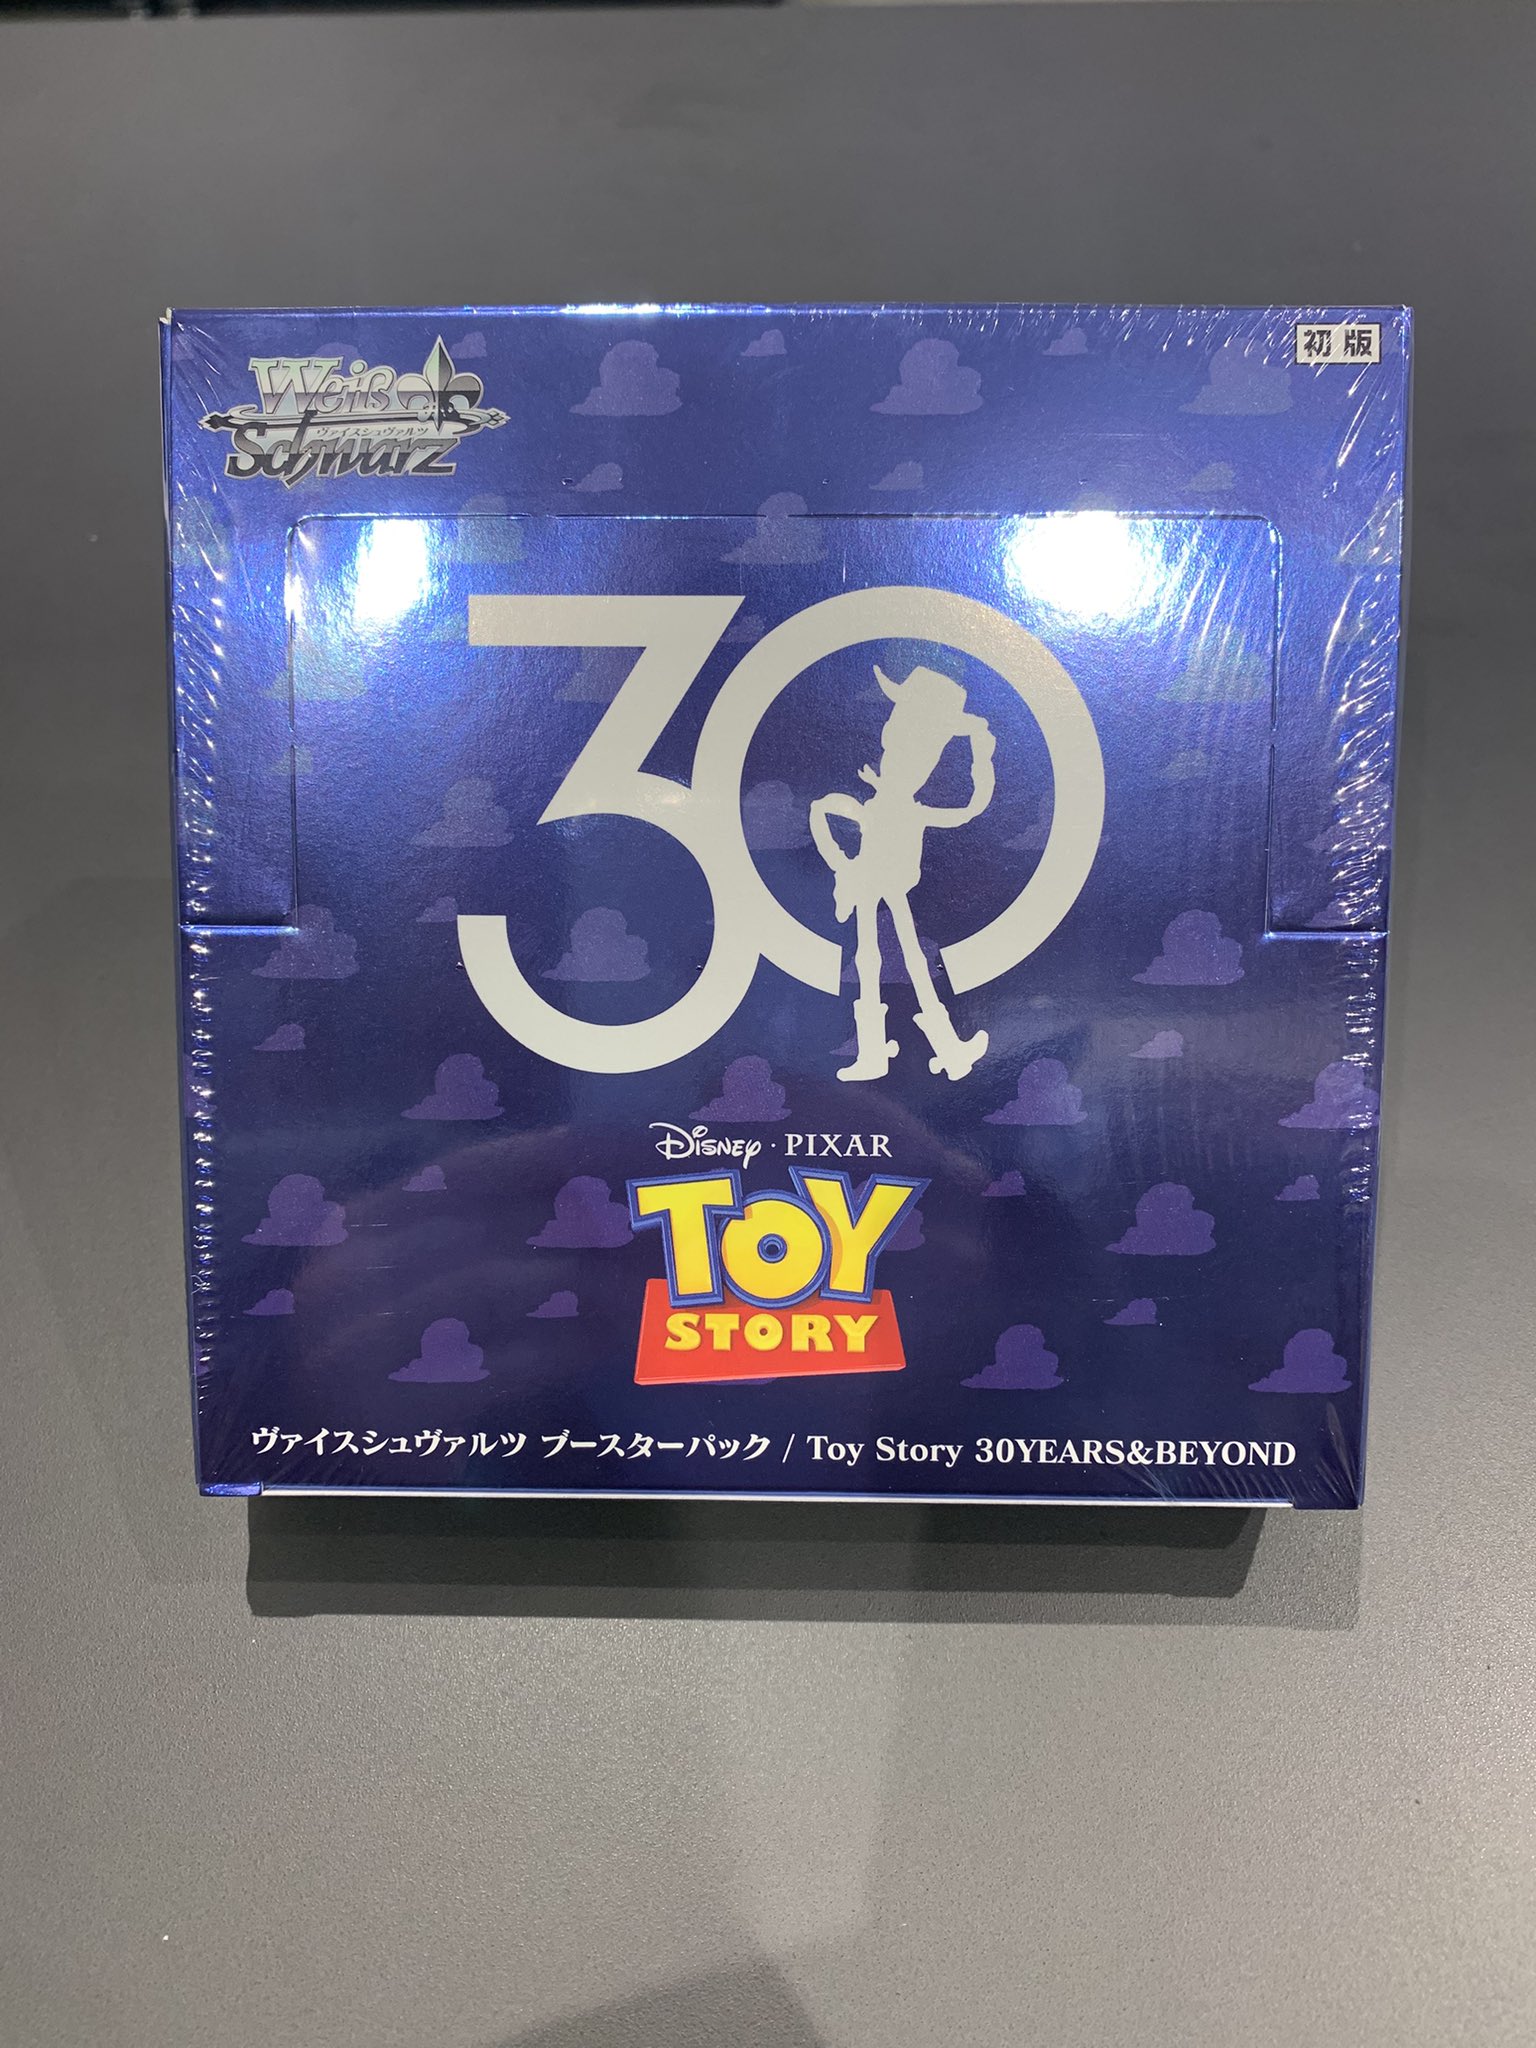 Weiß
ヴァイスシュヴァルツ
Schwarz
初版
30
Disney · PIXAR
TOY
STORY
ヴァイスシュヴァルツ ブースターパック / Toy Story 30YEARS&BEYOND